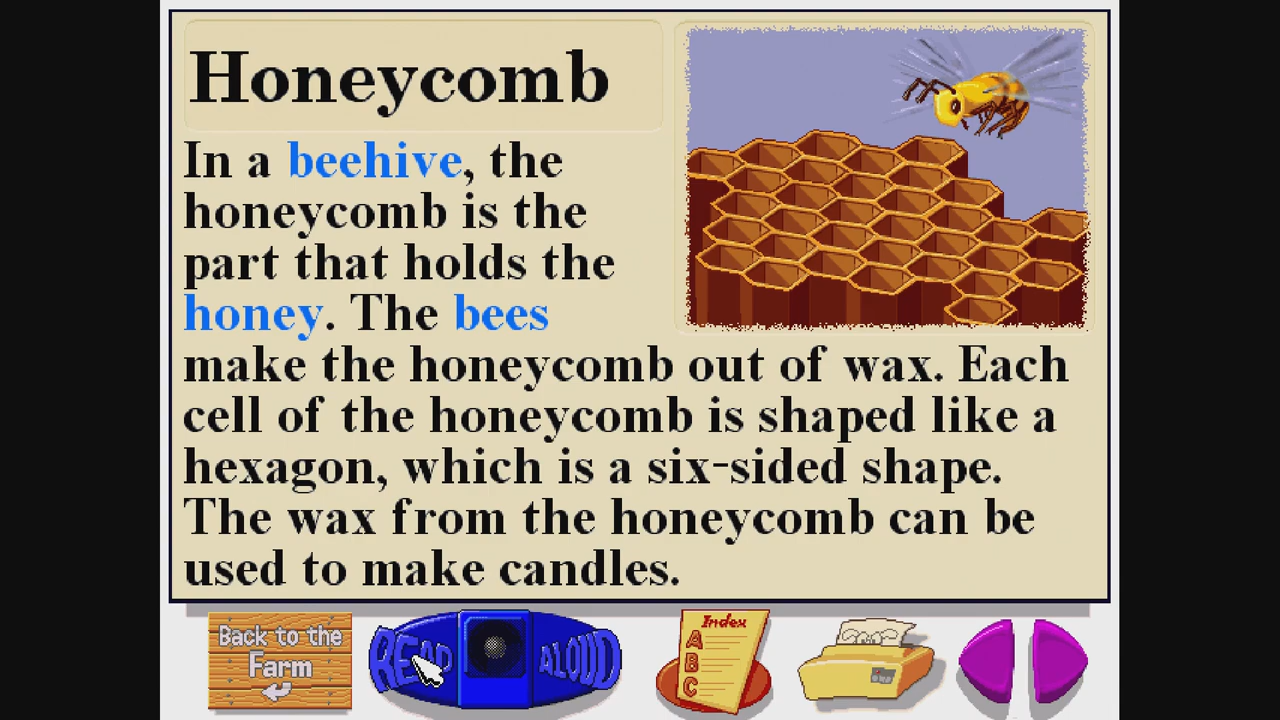 Honeycomb
In a beehive, the
honeycomb is the
part that holds the
honey. The bees
make the honeycomb out of wax. Each
cell of the honeycomb is shaped like a
hexagon, which is a six-sided shape.
The wax from the honeycomb can be
used to make candles.
Back to the
Farm
READ ALOUD
Index
A
B
C